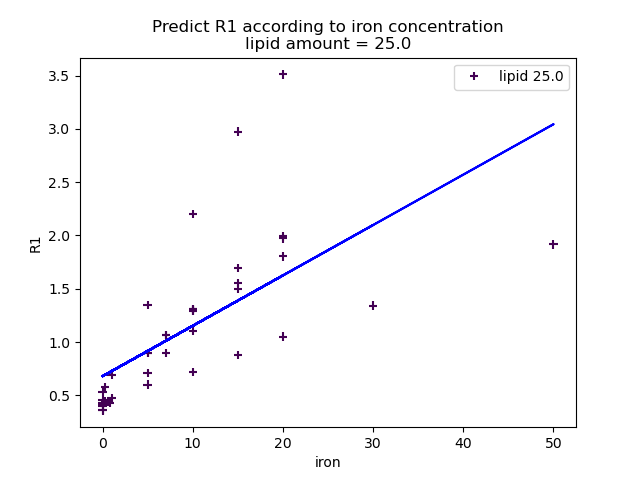 Predict R1 according to iron concentration
lipid amount = 25.0
lipid 25.0
R1
3.5
3.0
2.5
2.0
1.5
1.0
0.5
0 10 20 30 40 50
iron